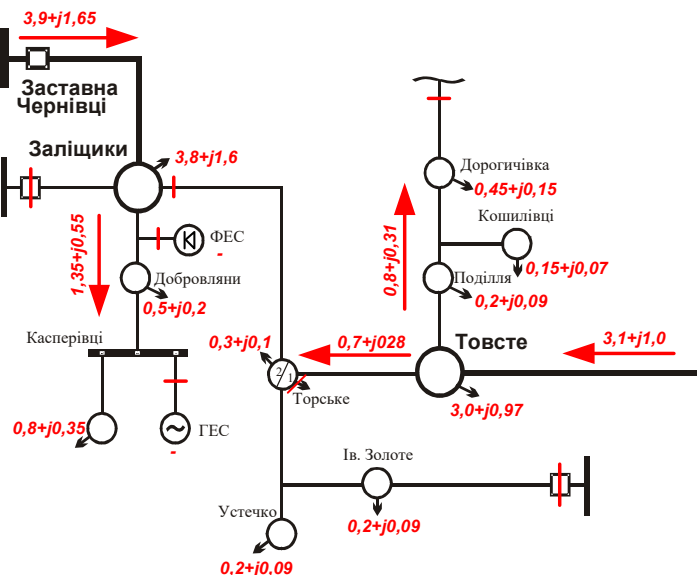 3,9+j1,65
Заставна
Чернівці
Заліщики
3,8+j1,6
Дорогичівка
0,45+j0,15
Кошилівці
ФЕС
-
1,35+j0,55
0,8+j0,31
0,15+j0,07
Добровляни
Поділля
0,5+j0,2
0,2+j0,09
Касперівці
0,3+j0,1
0,7+j028
Товсте
3,1+j1,0
2/1
Торське
3,0+j0,97
0,8+j0,35
ГЕС
-
Ів. Золоте
Устечко
0,2+j0,09
0,2+j0,09